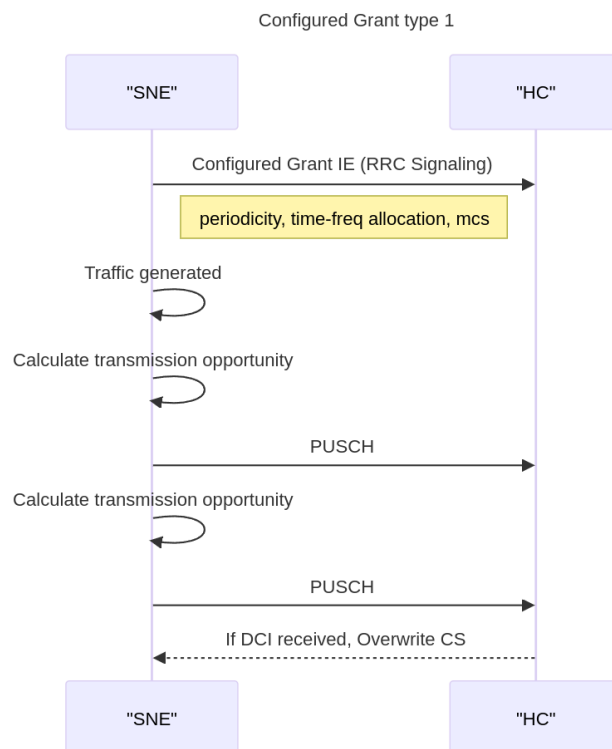 Configured Grant type 1
"SNE"
"HC"
Configured Grant IE (RRC Signaling)
periodicity, time-freq allocation, mcs
Traffic generated
Calculate transmission opportunity
PUSCH
Calculate transmission opportunity
PUSCH
If DCI received, Overwrite CS
"SNE"
"HC"